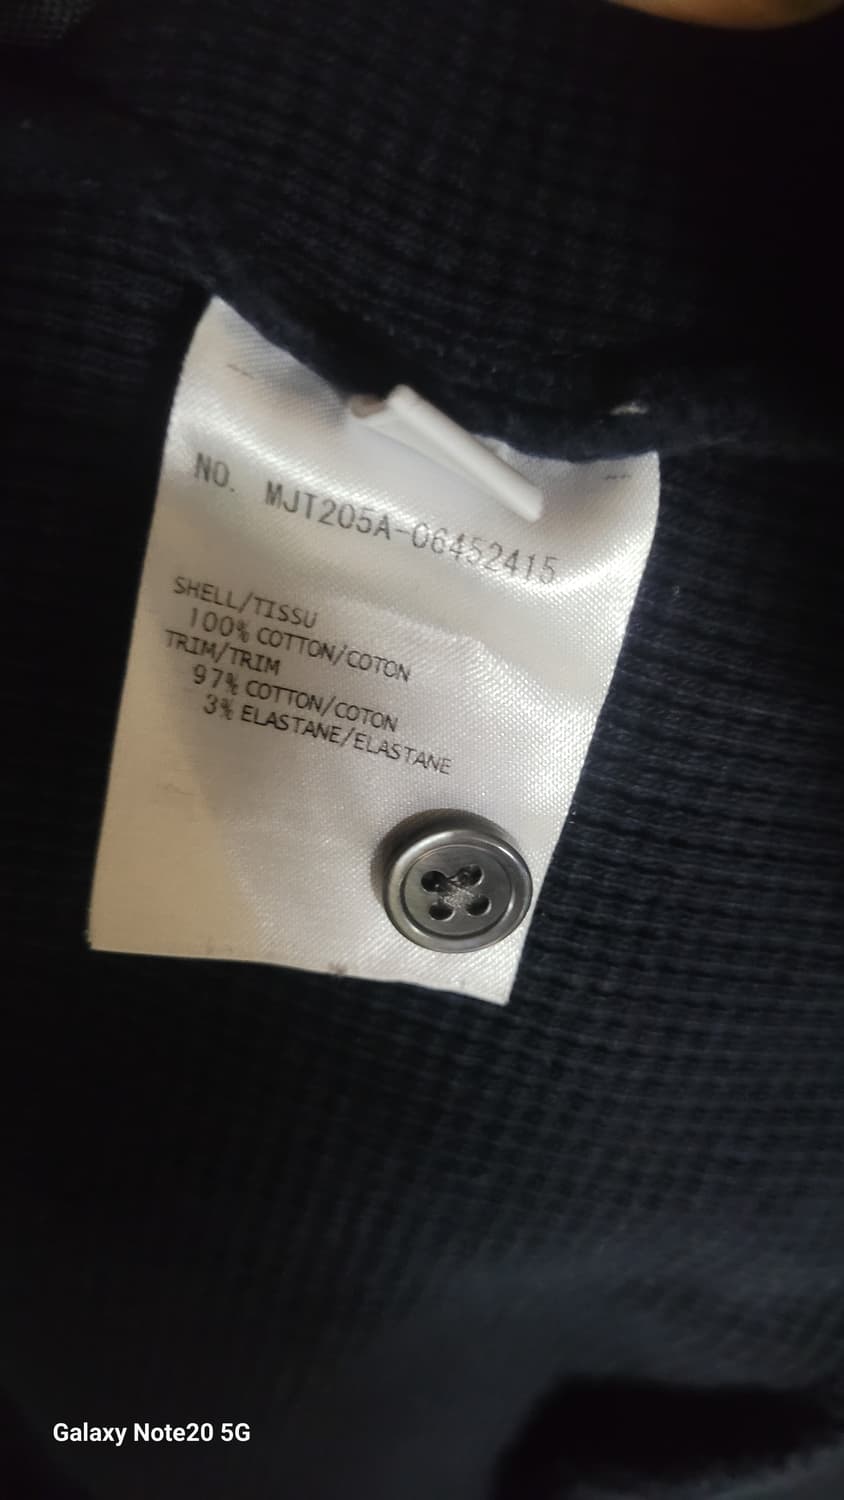 NO. MJT205A-06452415
SHELL/TISSU
100% COTTON/COTON
TRIM/TRIM
97% COTTON/COTON
3% ELASTANE/ELASTANE
Galaxy Note20 5G